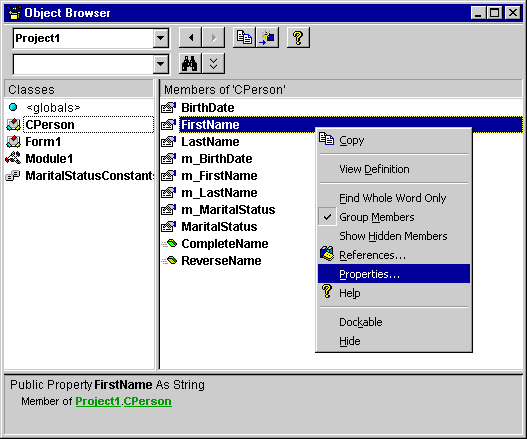 Object Browser
Project1
Classes
Members of 'CPerson'
<globals>
CPerson
Form1
Module1
MaritalStatusConstant
BirthDate
FirstName
LastName
m_BirthDate
m_FirstName
m_LastName
m_MaritalStatus
MaritalStatus
CompleteName
ReverseName
Copy
View Definition
Find Whole Word Only
Group Members
Show Hidden Members
References...
Properties...
Help
Dockable
Hide
Public Property FirstName As String
Member of Project1.CPerson